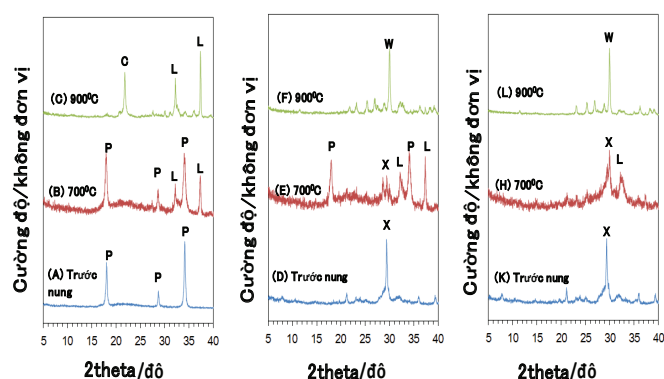 Cường độ/không đơn vị
(C) 900⁰C
C
L
L
(B) 700⁰C
P
P
L
P
L
(A) Trước nung
P
P
P
5 10 15 20 25 30 35 40
2theta/độ
Cường độ/không đơn vị
(F) 900⁰C
W
(E) 700⁰C
P
X
L
P
L
(D) Trước nung
X
5 10 15 20 25 30 35 40
2theta/độ
Cường độ/không đơn vị
(L) 900⁰C
W
(H) 700⁰C
X
L
(K) Trước nung
X
5 10 15 20 25 30 35 40
2theta/độ